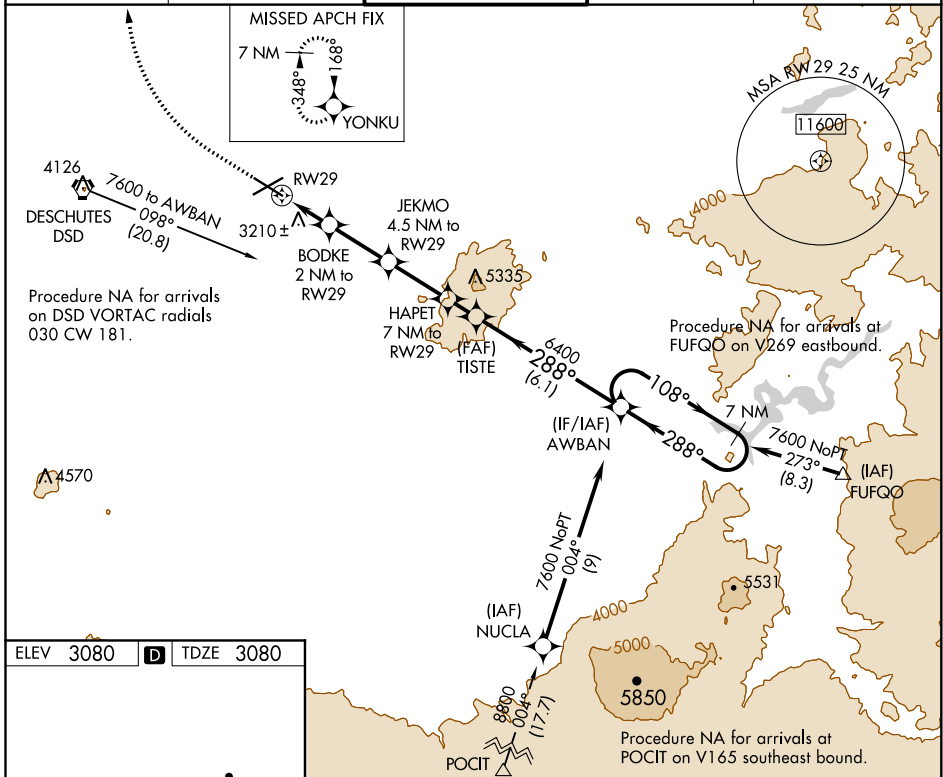 MISSED APCH FIX
7 NM
168°
348°
YONKU
MSA RW 29 25 NM
11600
4126
7600 to AWBAN
098°
(20.8)
DESCHUTES
DSD
RW29
3210±
BODKE
2 NM to
RW29
JEKMO
4.5 NM to
RW29
4000
5335
Procedure NA for arrivals
on DSD VORTAC radials
030 CW 181.
HAPET
7 NM to
RW29
(FAF)
TISTE
6400
288°
(6.1)
Procedure NA for arrivals at
FUFQO on V269 eastbound.
108°
7 NM
288°
(IF/IAF)
AWBAN
7600 NoPT
273°
(8.3)
(IAF)
FUFQO
4570
7600 NoPT
004°
(9)
5531
(IAF)
NUCLA
4000
5000
5850
8800
004°
(17.7)
POCIT
Procedure NA for arrivals at
POCIT on V165 southeast bound.
ELEV 3080 D TDZE 3080